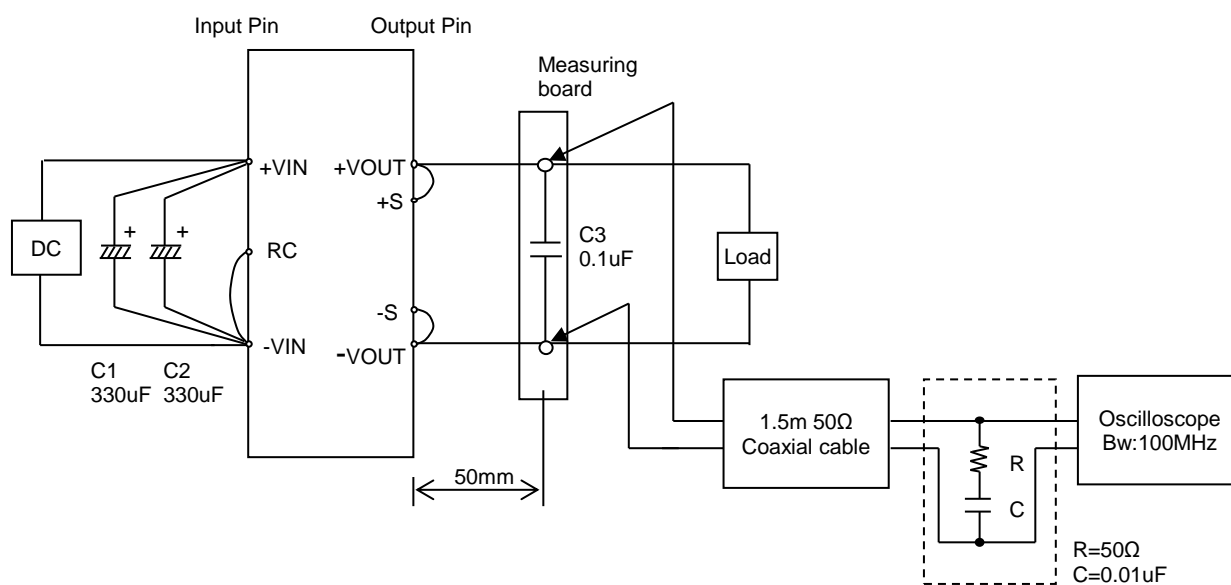 Input Pin
Output Pin
Measuring
board
+VIN
+VOUT
+S
DC
+
+
RC
C3
0.1uF
Load
-S
-VIN
-VOUT
C1
330uF
C2
330uF
50mm
1.5m 50Ω
Coaxial cable
R
C
Oscilloscope
Bw:100MHz
R=50Ω
C=0.01uF